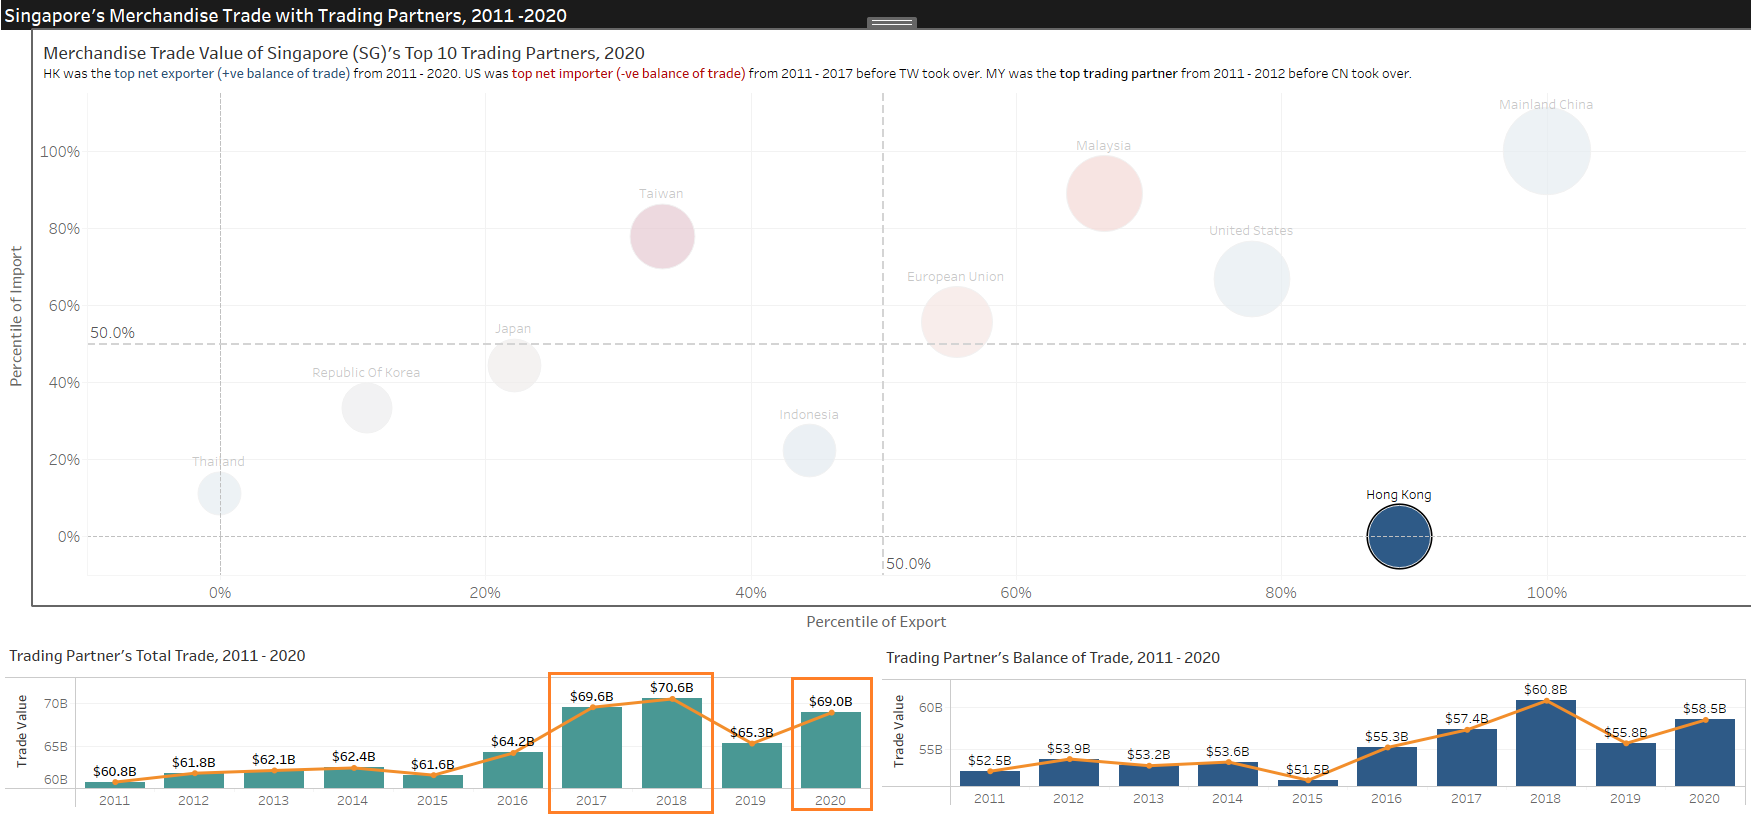 Singapore's Merchandise Trade with Trading Partners, 2011 -2020
Merchandise Trade Value of Singapore (SG)'s Top 10 Trading Partners, 2020
HK was the top net exporter (+ve balance of trade) from 2011 - 2020. US was top net importer (-ve balance of trade) from 2011 - 2017 before TW took over. MY was the top trading partner from 2011 - 2012 before CN took over.
Percentile of Import
100%
80%
60%
40%
20%
0%
50.0%
Mainland China
Malaysia
Taiwan
United States
European Union
Japan
Republic Of Korea
Indonesia
Thailand
Hong Kong
50.0%
0%
20%
40%
60%
80%
100%
Percentile of Export
Trading Partner's Total Trade, 2011 - 2020
Trade Value
70B
65B
60B
$60.8B
$61.8B
$62.1B
$62.4B
$61.6B
$64.2B
$69.6B
$70.6B
$65.3B
$69.0B
2011
2012
2013
2014
2015
2016
2017
2018
2019
2020
Trading Partner's Balance of Trade, 2011 - 2020
Trade Value
60B
55B
$52.5B
$53.9B
$53.2B
$53.6B
$51.5B
$55.3B
$57.4B
$60.8B
$55.8B
$58.5B
2011
2012
2013
2014
2015
2016
2017
2018
2019
2020